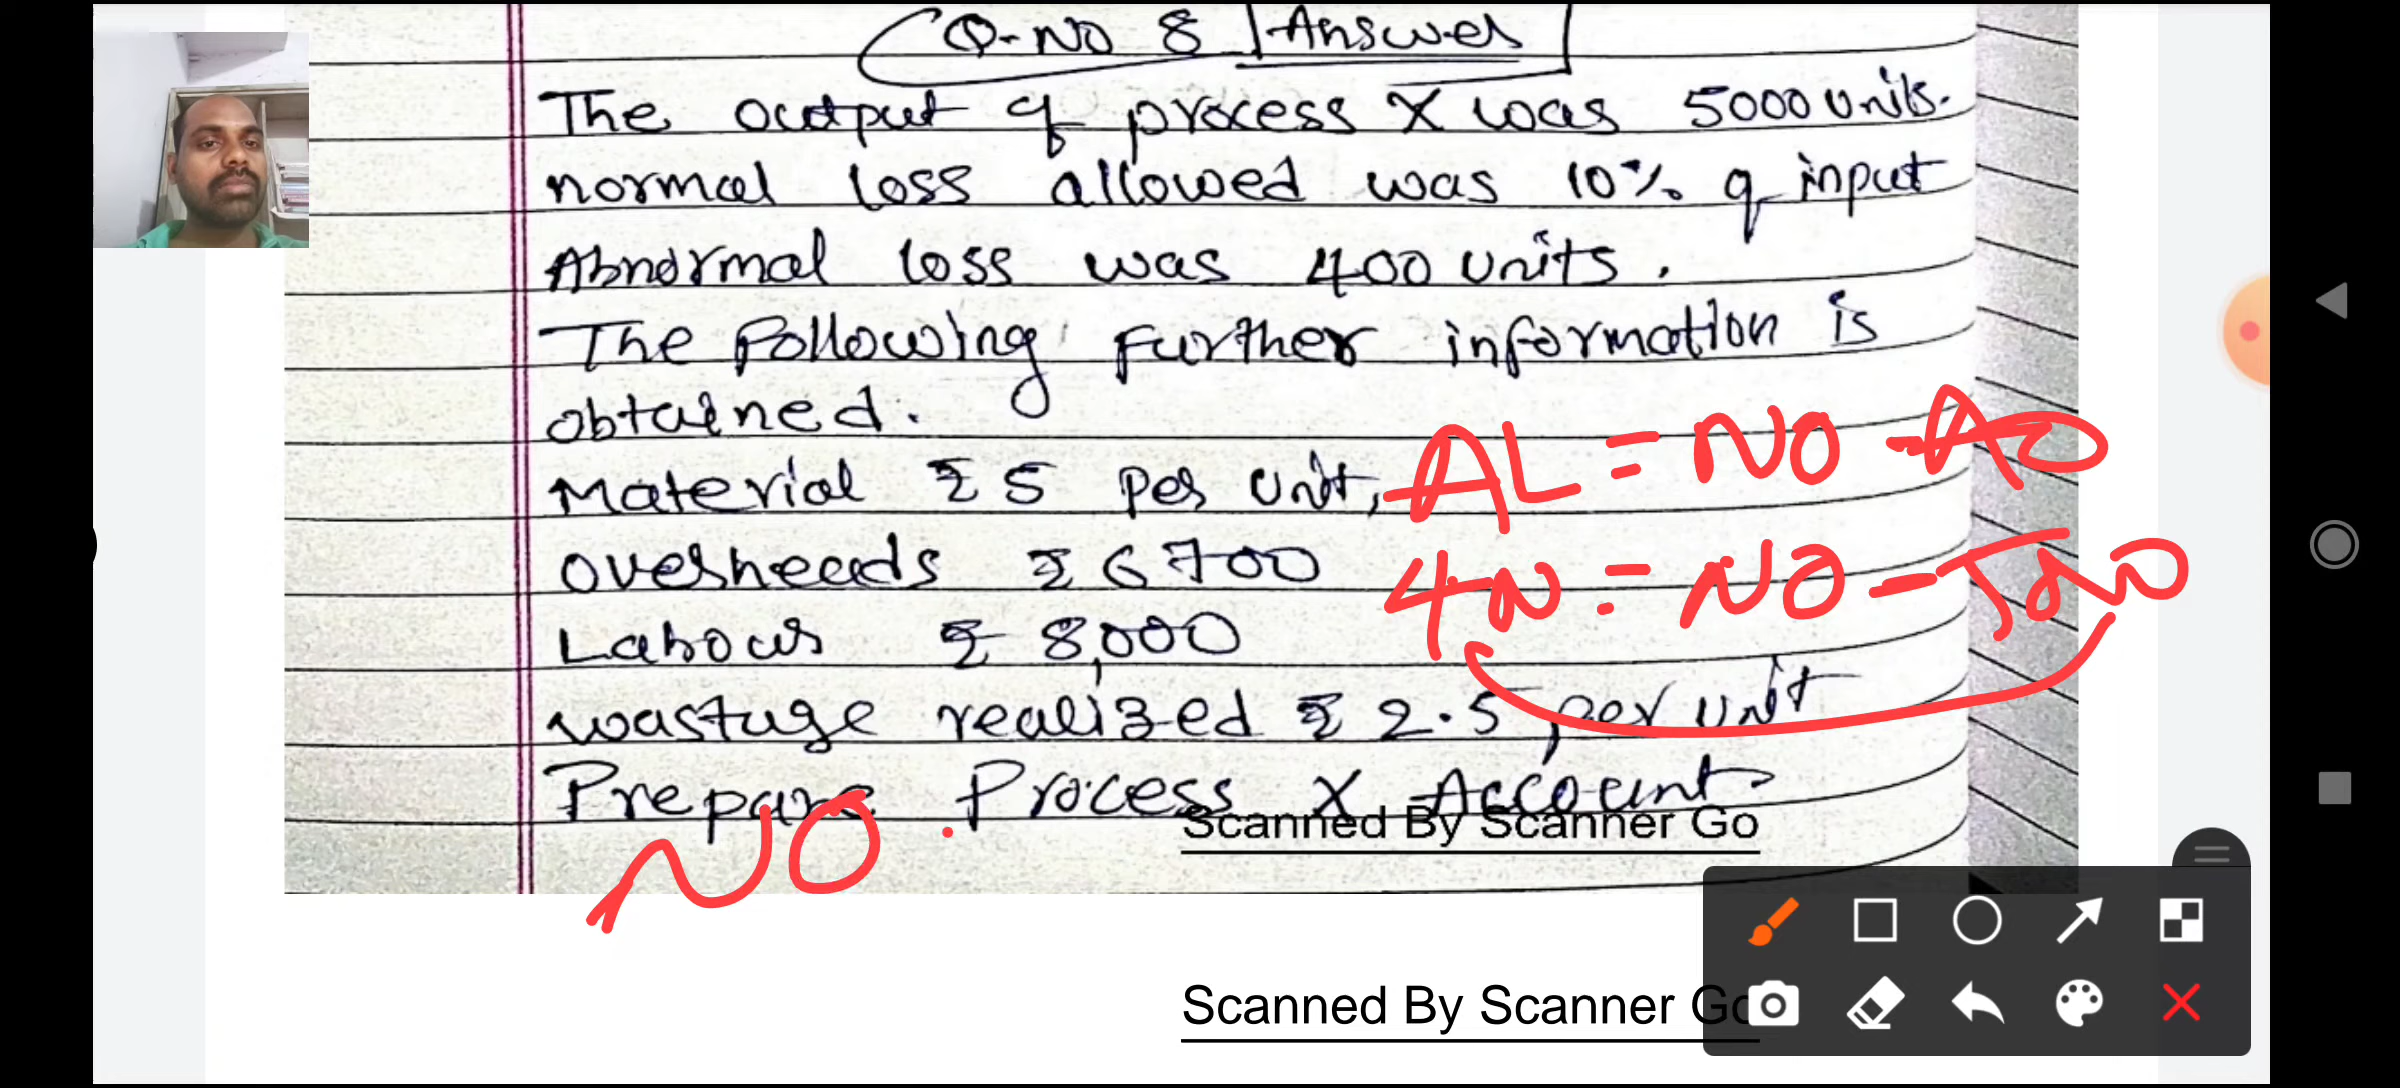 Q-NO 8 Answer
The output of process X was 5000 units.
normal loss allowed was 10% of input
Abnormal loss was 400 units.
The Following Further information is
obtained.
Material ₹5 per unit,
AL = NO - AO
overheads ₹6700
400 = NO - 5000
Labour ₹ 8,000
wastage realized ₹ 2.5 per unit
Prepare Process X Account
Scanned By Scanner Go
NO
Scanned By Scanner Go